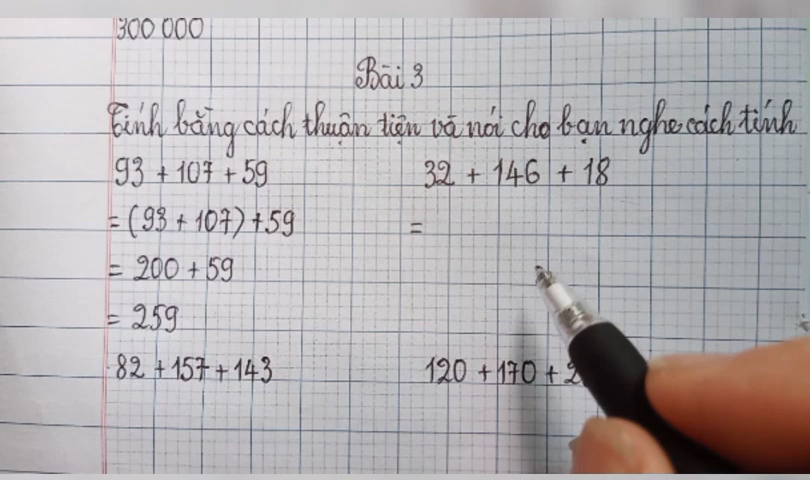 300 000
Bài 3
Tính bằng cách thuận tiện và nói cho bạn nghe cách tính
93 + 107 + 59 32 + 146 + 18
= (93 + 107) + 59 =
= 200 + 59
= 259
82 + 157 + 143 120 + 170 + 2